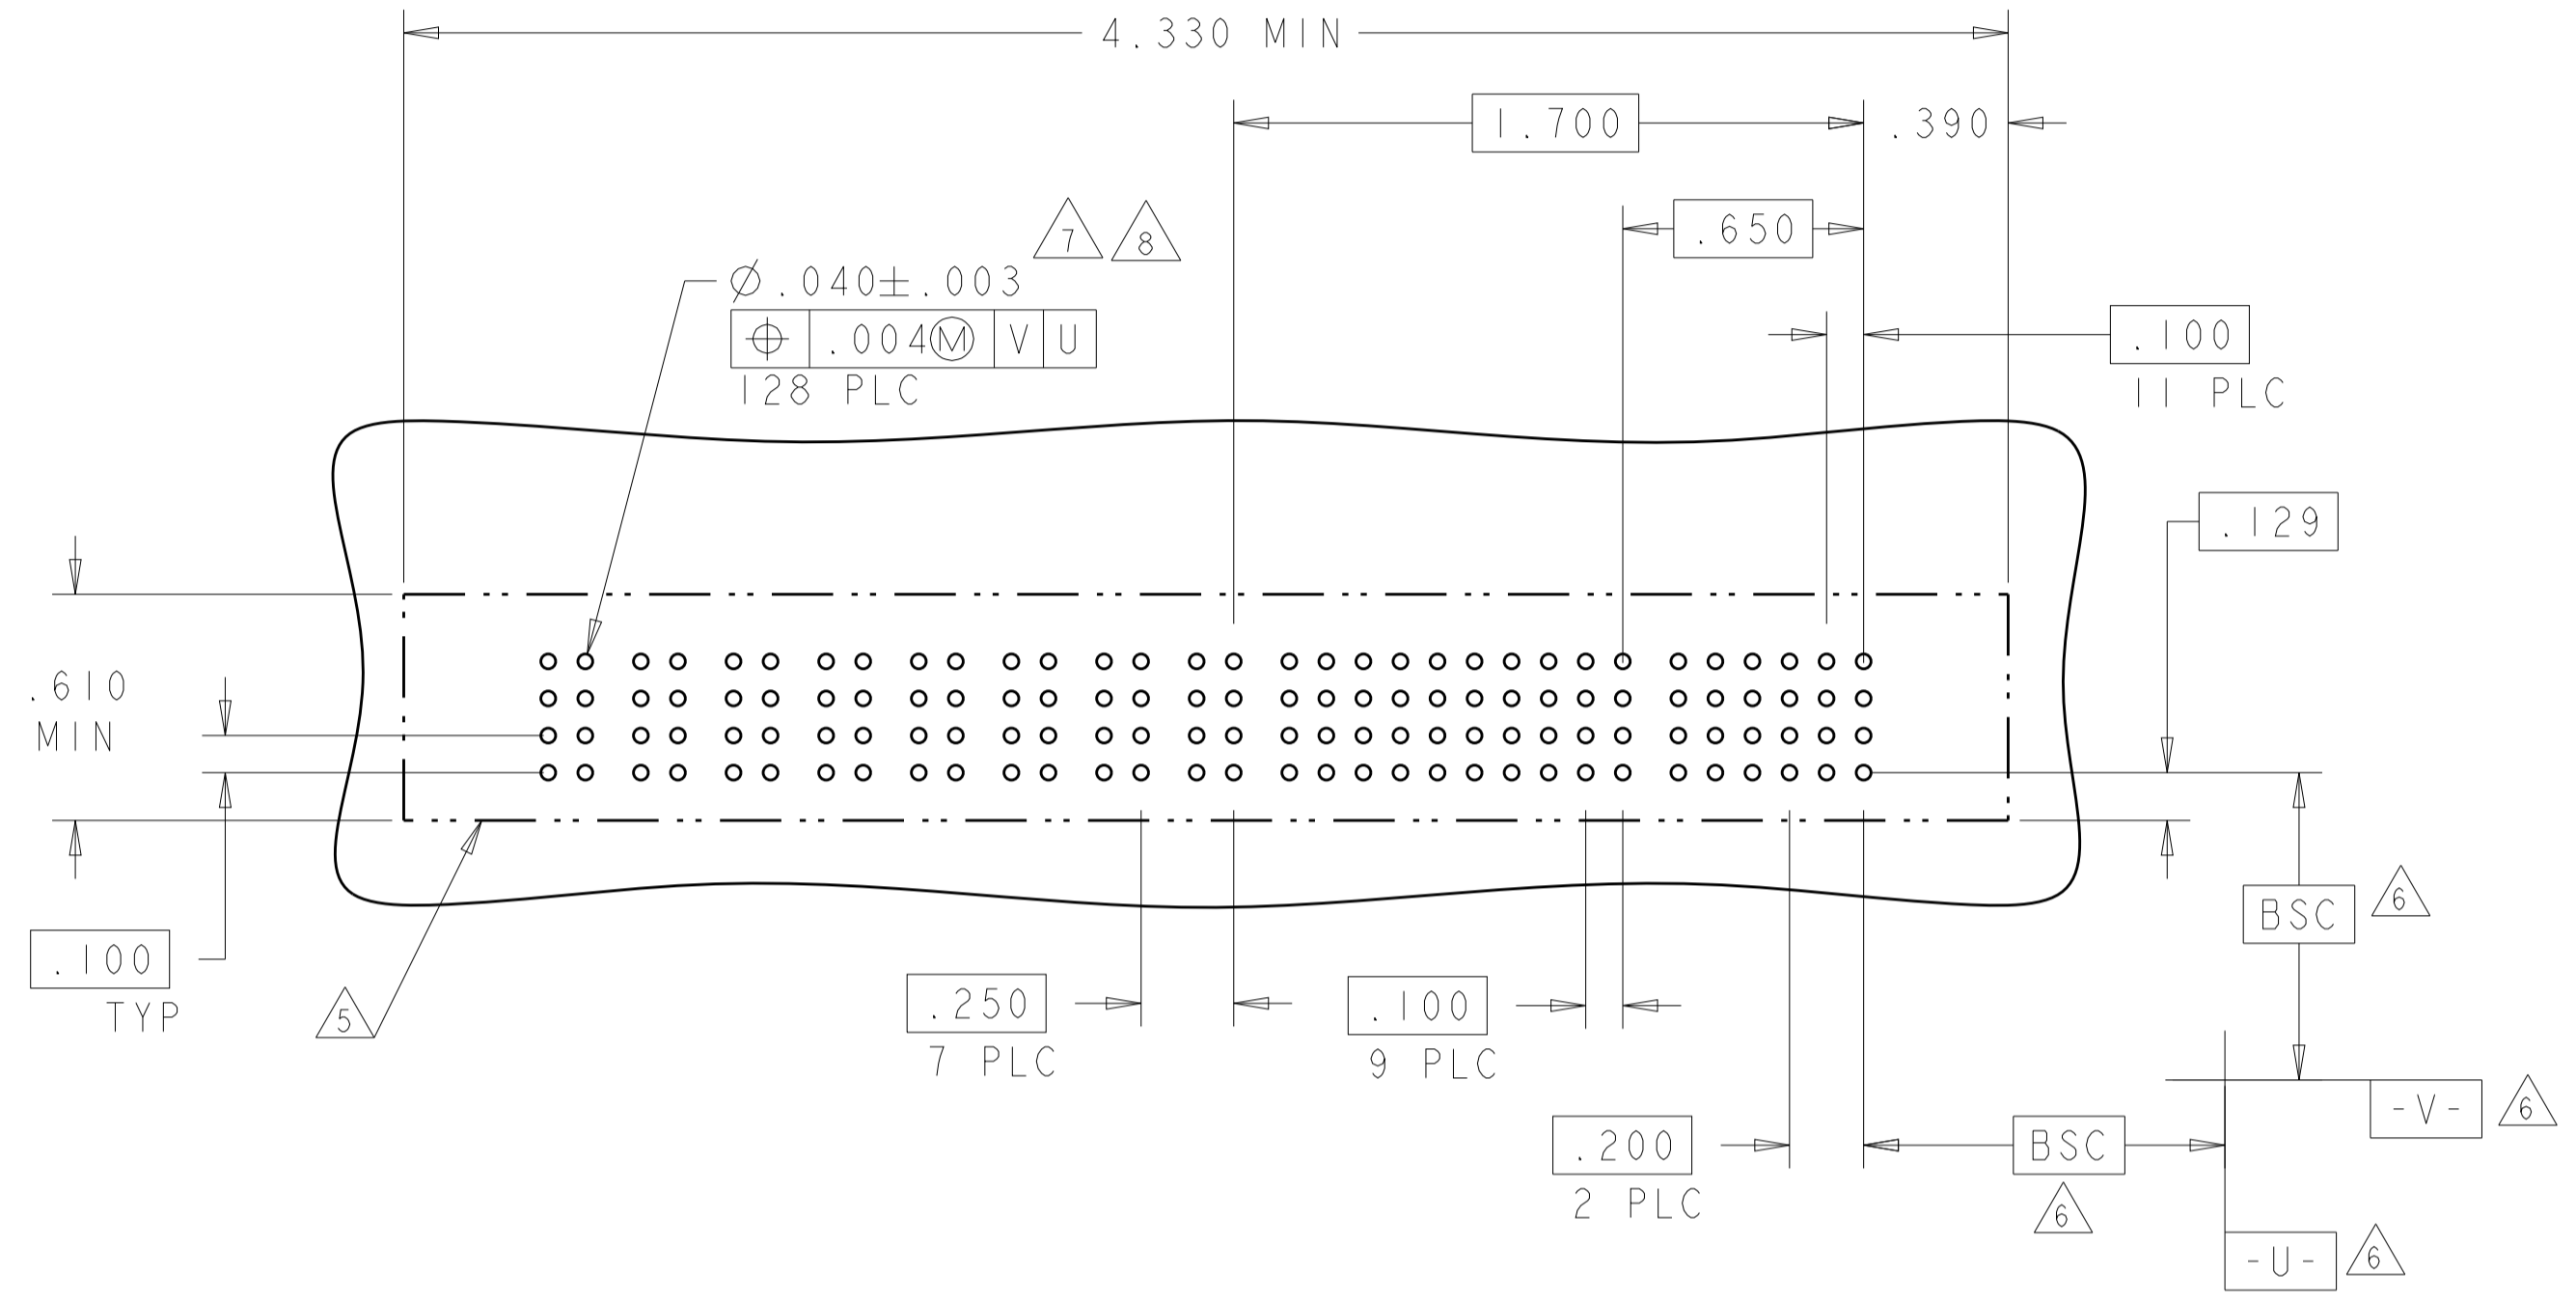 4.330 MIN
1.700
.390
.650
7
8
Ø.040±.003
⌖ .004Ⓜ V U
128 PLC
.100
11 PLC
.129
.610
MIN
BSC
6
.100
TYP
5
.250
7 PLC
.100
9 PLC
-V-
6
.200
2 PLC
BSC
6
-U-
6